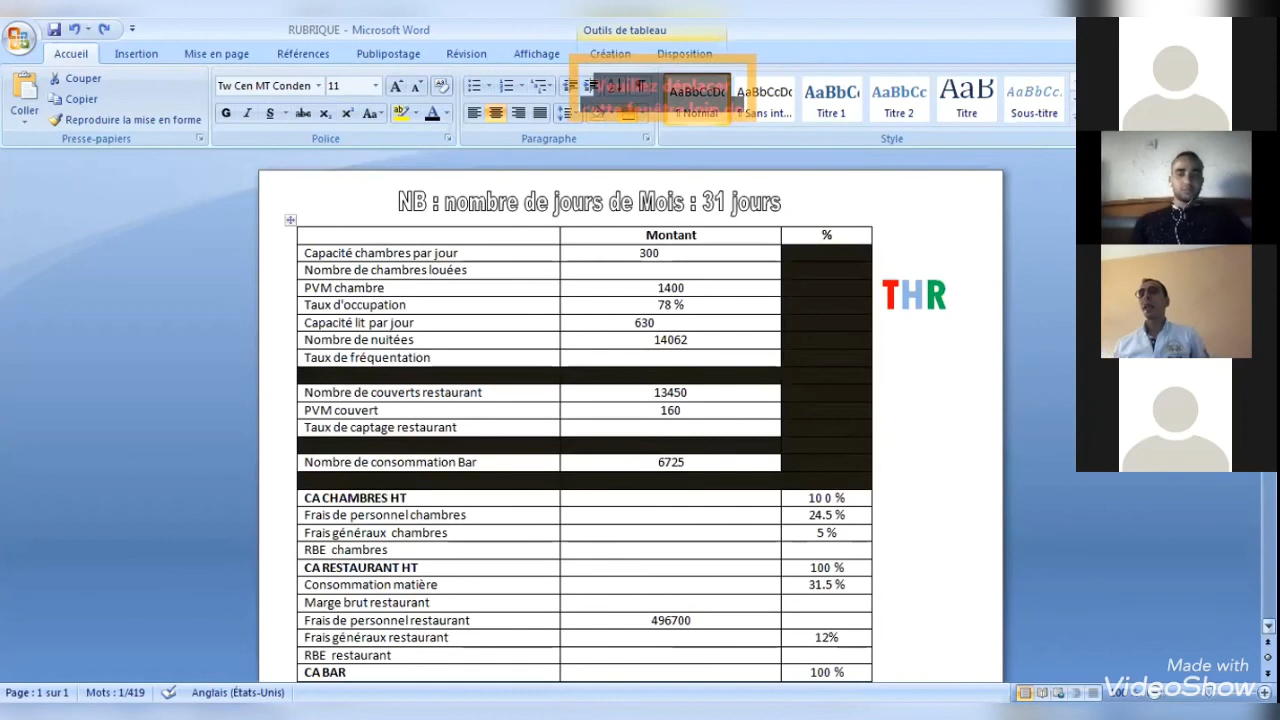 RUBRIQUE - Microsoft Word
Outils de tableau
Accueil Insertion Mise en page Références Publipostage Révision Affichage Création Disposition
Coller
Couper
Copier
Reproduire la mise en forme
Presse-papiers
Tw Cen MT Conden 11
G I S abc x₂ x² Aa
Police
Paragraphe
AaBbCcDc
¶ Normal
AaBbCcDc
¶ Sans int...
AaBbC
Titre 1
AaBbCc
Titre 2
AaB
Titre
AaBbCc
Sous-titre
Style
NB : nombre de jours de Mois : 31 jours
Montant %
Capacité chambres par jour 300
Nombre de chambres louées
PVM chambre 1400
Taux d'occupation 78 %
Capacité lit par jour 630
Nombre de nuitées 14062
Taux de fréquentation
THR
Nombre de couverts restaurant 13450
PVM couvert 160
Taux de captage restaurant
Nombre de consommation Bar 6725
CA CHAMBRES HT 10 0 %
Frais de personnel chambres 24.5 %
Frais généraux chambres 5 %
RBE chambres
CA RESTAURANT HT 100 %
Consommation matière 31.5 %
Marge brut restaurant
Frais de personnel restaurant 496700
Frais généraux restaurant 12%
RBE restaurant
CA BAR 100 %
Page : 1 sur 1 Mots : 1/419 Anglais (États-Unis)
Made with
VideoShow